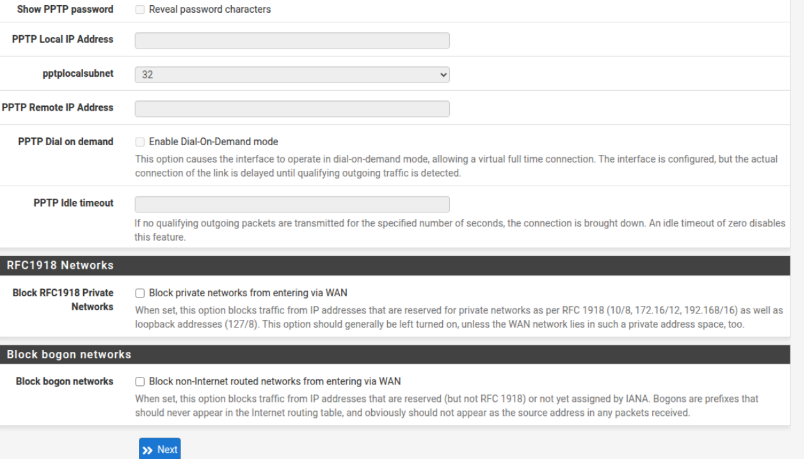 Show PPTP password
Reveal password characters
PPTP Local IP Address
pptplocalsubnet
32
PPTP Remote IP Address
PPTP Dial on demand
Enable Dial-On-Demand mode
This option causes the interface to operate in dial-on-demand mode, allowing a virtual full time connection. The interface is configured, but the actual
connection of the link is delayed until qualifying outgoing traffic is detected.
PPTP Idle timeout
If no qualifying outgoing packets are transmitted for the specified number of seconds, the connection is brought down. An idle timeout of zero disables
this feature.
RFC1918 Networks
Block RFC1918 Private
Networks
Block private networks from entering via WAN
When set, this option blocks traffic from IP addresses that are reserved for private networks as per RFC 1918 (10/8, 172.16/12, 192.168/16) as well as
loopback addresses (127/8). This option should generally be left turned on, unless the WAN network lies in such a private address space, too.
Block bogon networks
Block bogon networks
Block non-Internet routed networks from entering via WAN
When set, this option blocks traffic from IP addresses that are reserved (but not RFC 1918) or not yet assigned by IANA. Bogons are prefixes that
should never appear in the Internet routing table, and obviously should not appear as the source address in any packets received.
Next